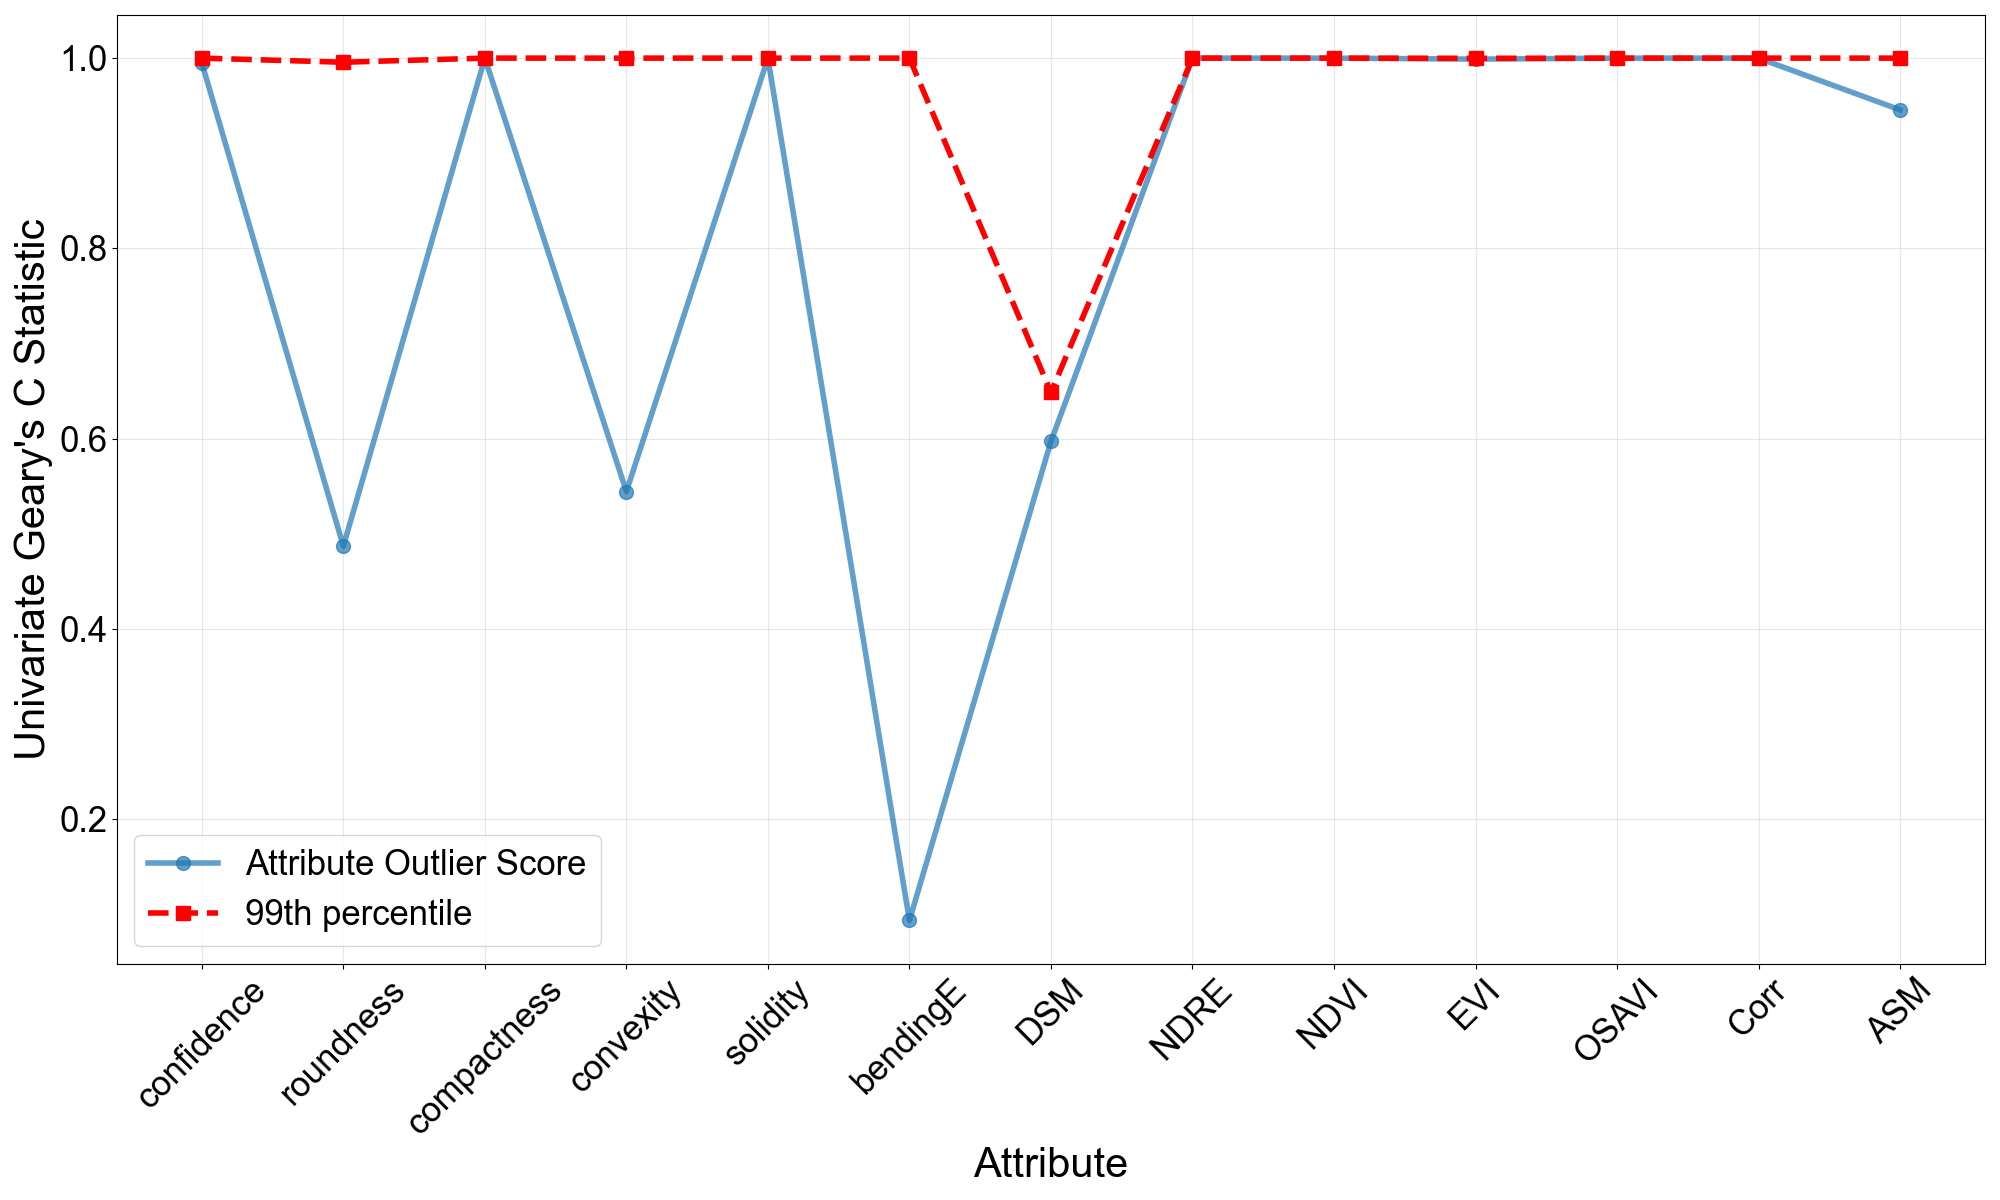 1.0
0.8
0.6
0.4
0.2
Univariate Geary's C Statistic
Attribute Outlier Score
99th percentile
confidence
roundness
compactness
convexity
solidity
bendingE
DSM
NDRE
NDVI
EVI
OSAVI
Corr
ASM
Attribute